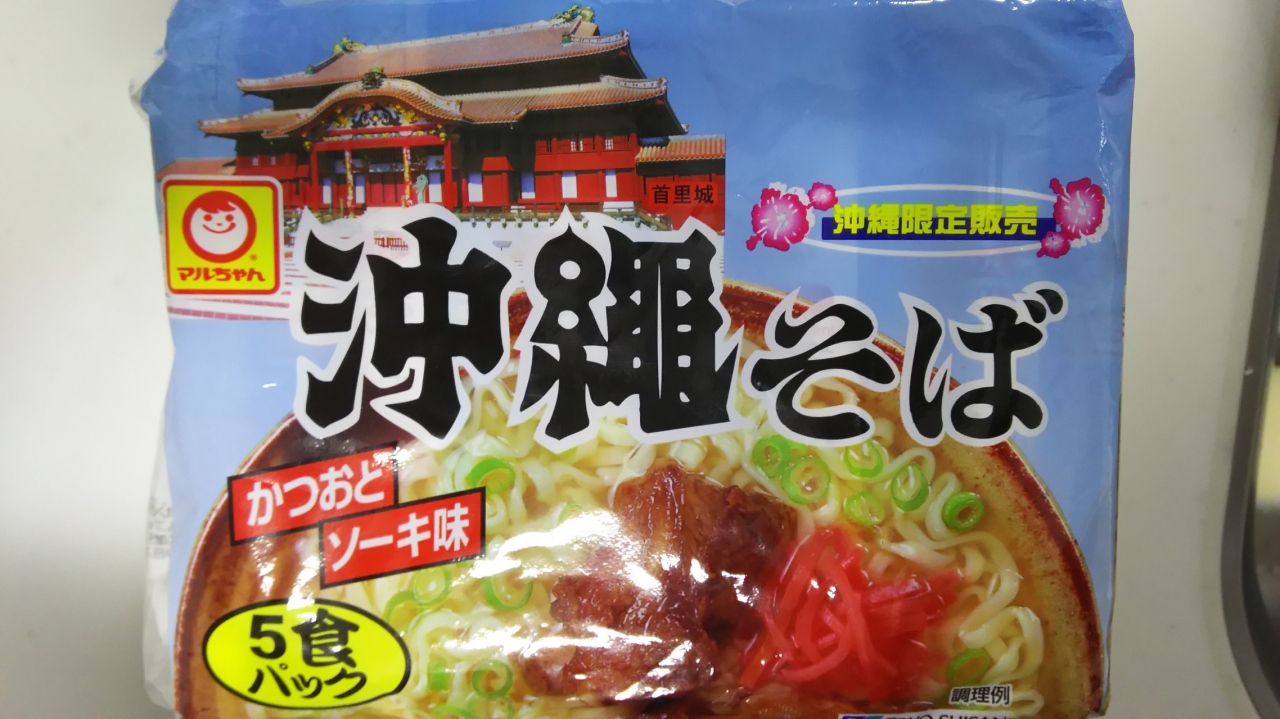 首里城
マルちゃん
沖縄限定販売
沖縄そば
かつおと
ソーキ味
5食
パック
調理例